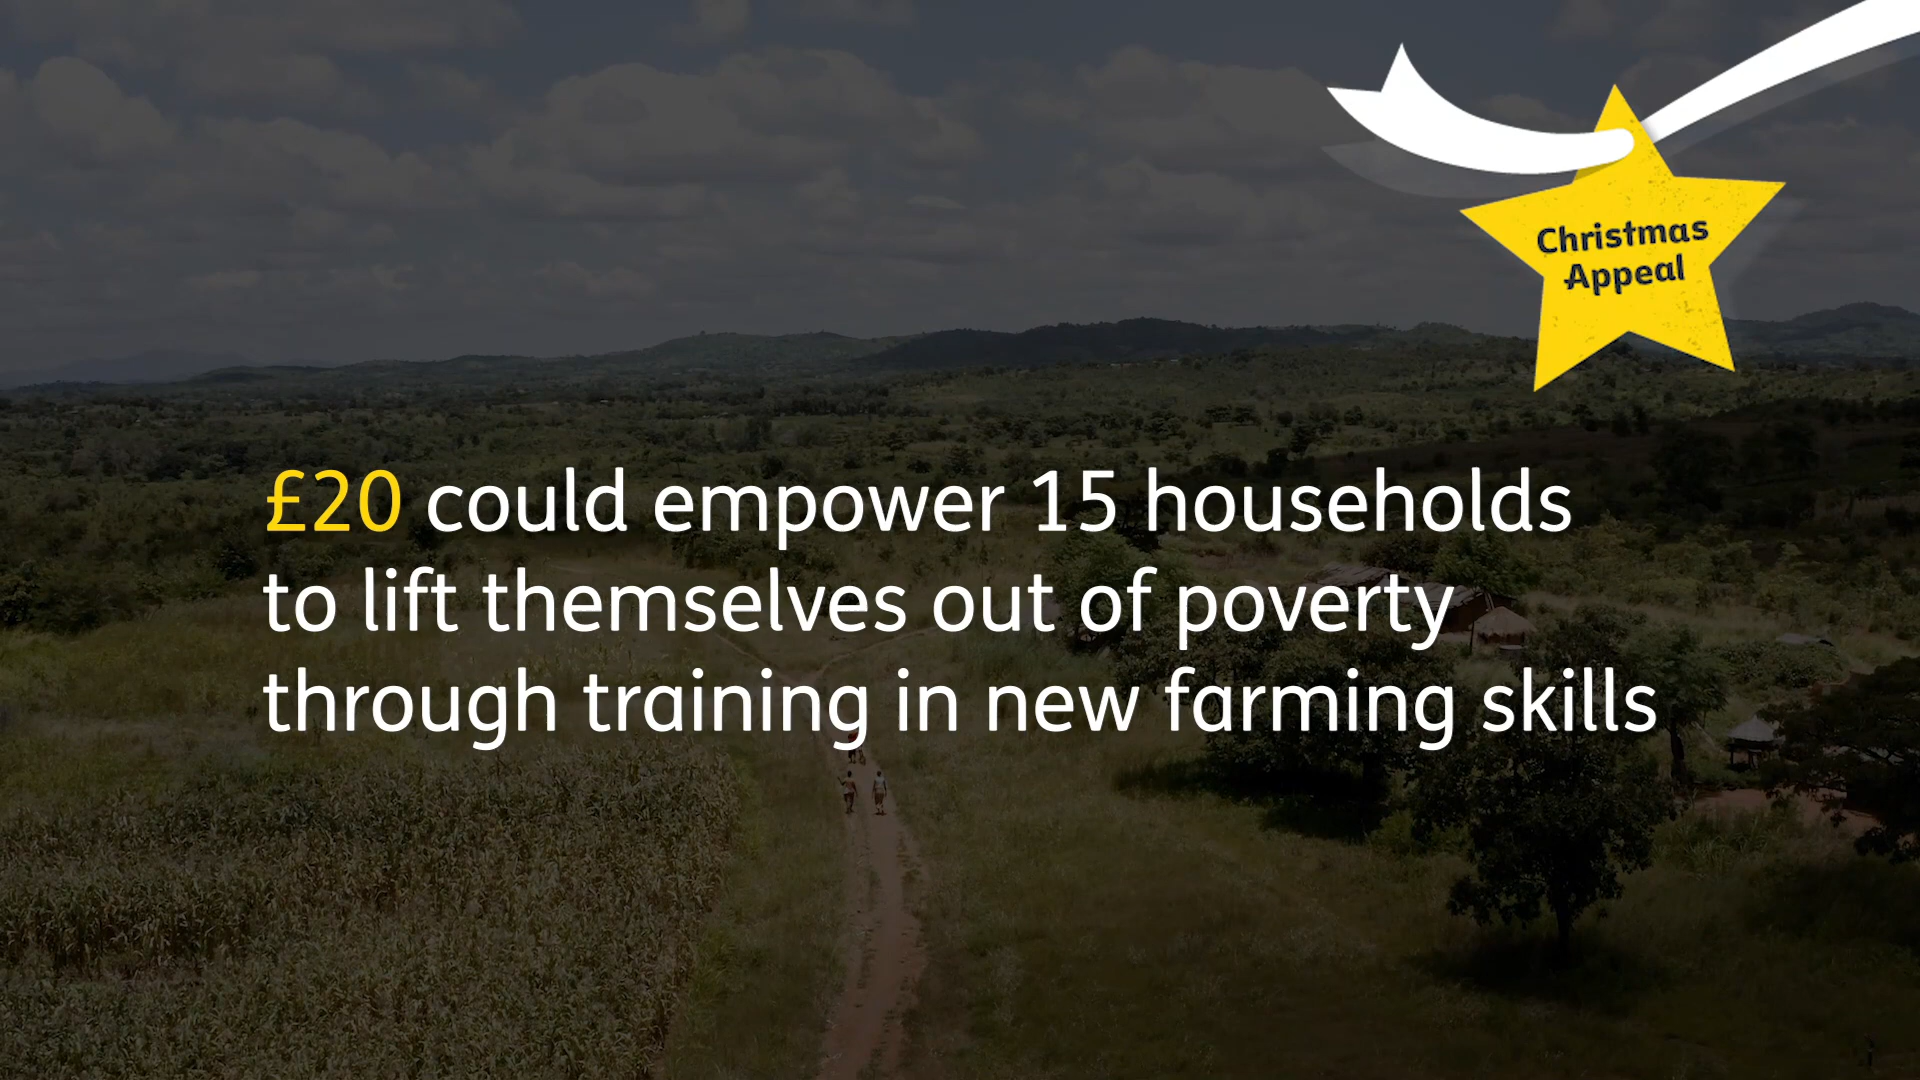 Christmas
Appeal
£20 could empower 15 households
to lift themselves out of poverty
through training in new farming skills